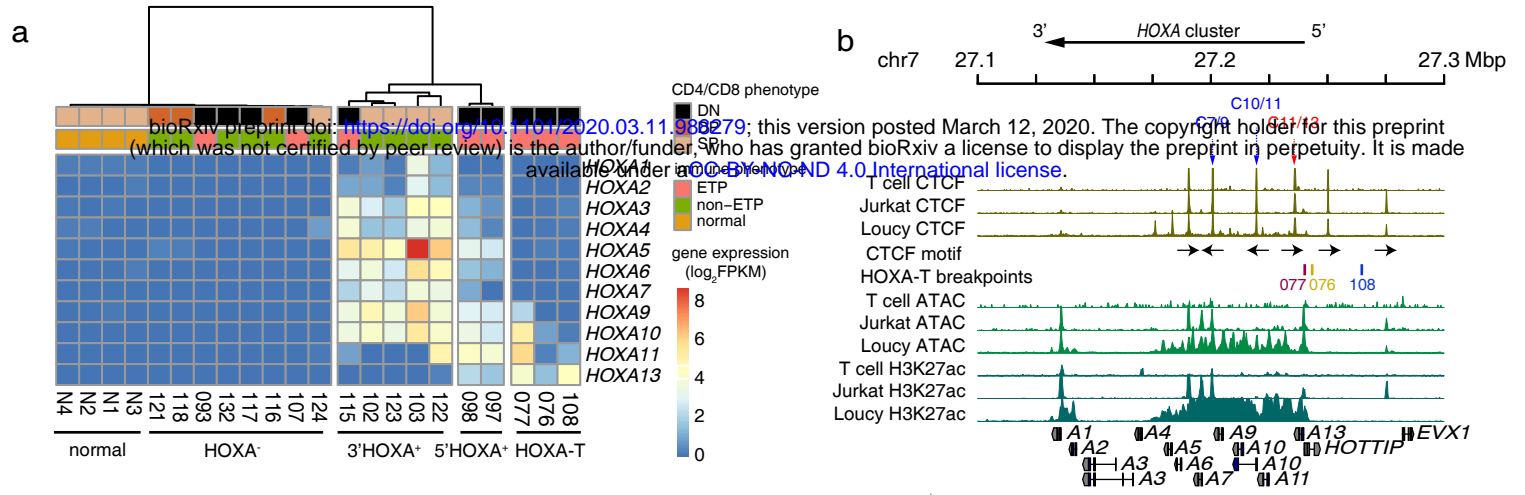 a
CD4/CD8 phenotype
DN
DP
SP
immune phenotype
ETP
non-ETP
normal
gene expression
(log2FPKM)
8
6
4
2
0
HOXA1
HOXA2
HOXA3
HOXA4
HOXA5
HOXA6
HOXA7
HOXA9
HOXA10
HOXA11
HOXA13
N4 N2 N1 N3 121 118 093 132 117 116 107 124 115 102 123 103 122 098 097 077 076 108
normal HOXA- 3'HOXA+ 5'HOXA+ HOXA-T
bioRxiv preprint doi: https://doi.org/10.1101/2020.03.11.988279; this version posted March 12, 2020. The copyright holder for this preprint
(which was not certified by peer review) is the author/funder, who has granted bioRxiv a license to display the preprint in perpetuity. It is made
available under aCC-BY-NC-ND 4.0 International license.
b
3' HOXA cluster 5'
chr7 27.1 27.2 27.3 Mbp
C10/11
C7/9 C11/13
T cell CTCF
Jurkat CTCF
Loucy CTCF
CTCF motif
HOXA-T breakpoints
077 076 108
T cell ATAC
Jurkat ATAC
Loucy ATAC
T cell H3K27ac
Jurkat H3K27ac
Loucy H3K27ac
A1 A4 A9 A13 EVX1
A2 A5 A10 HOTTIP
A3 A6 A10
A3 A7 A11